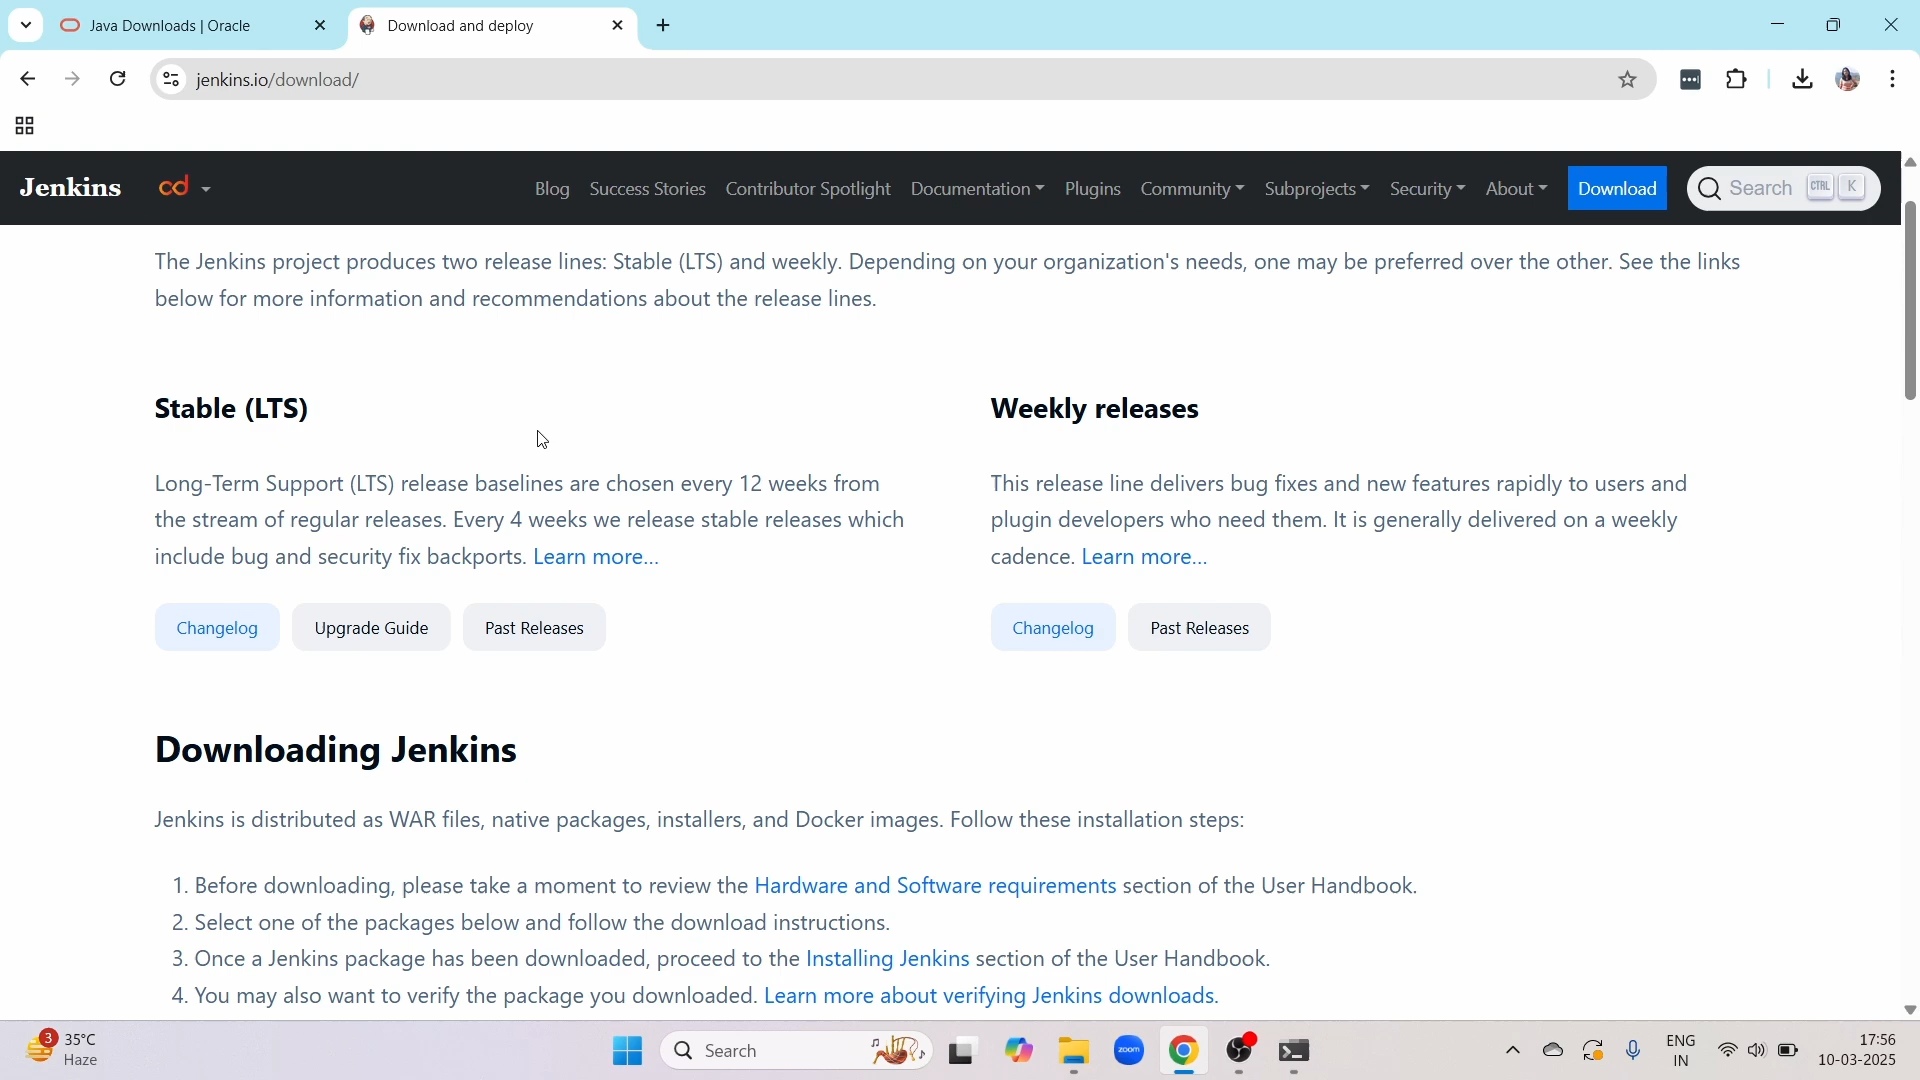 Java Downloads | Oracle
Download and deploy
jenkins.io/download/
Jenkins
Blog
Success Stories
Contributor Spotlight
Documentation
Plugins
Community
Subprojects
Security
About
Download
Search CTRL K
The Jenkins project produces two release lines: Stable (LTS) and weekly. Depending on your organization's needs, one may be preferred over the other. See the links
below for more information and recommendations about the release lines.
Stable (LTS)
Long-Term Support (LTS) release baselines are chosen every 12 weeks from
the stream of regular releases. Every 4 weeks we release stable releases which
include bug and security fix backports. Learn more...
Changelog
Upgrade Guide
Past Releases
Weekly releases
This release line delivers bug fixes and new features rapidly to users and
plugin developers who need them. It is generally delivered on a weekly
cadence. Learn more...
Changelog
Past Releases
Downloading Jenkins
Jenkins is distributed as WAR files, native packages, installers, and Docker images. Follow these installation steps:
1. Before downloading, please take a moment to review the Hardware and Software requirements section of the User Handbook.
2. Select one of the packages below and follow the download instructions.
3. Once a Jenkins package has been downloaded, proceed to the Installing Jenkins section of the User Handbook.
4. You may also want to verify the package you downloaded. Learn more about verifying Jenkins downloads.
3
35°C
Haze
Search
zoom
ENG
IN
17:56
10-03-2025